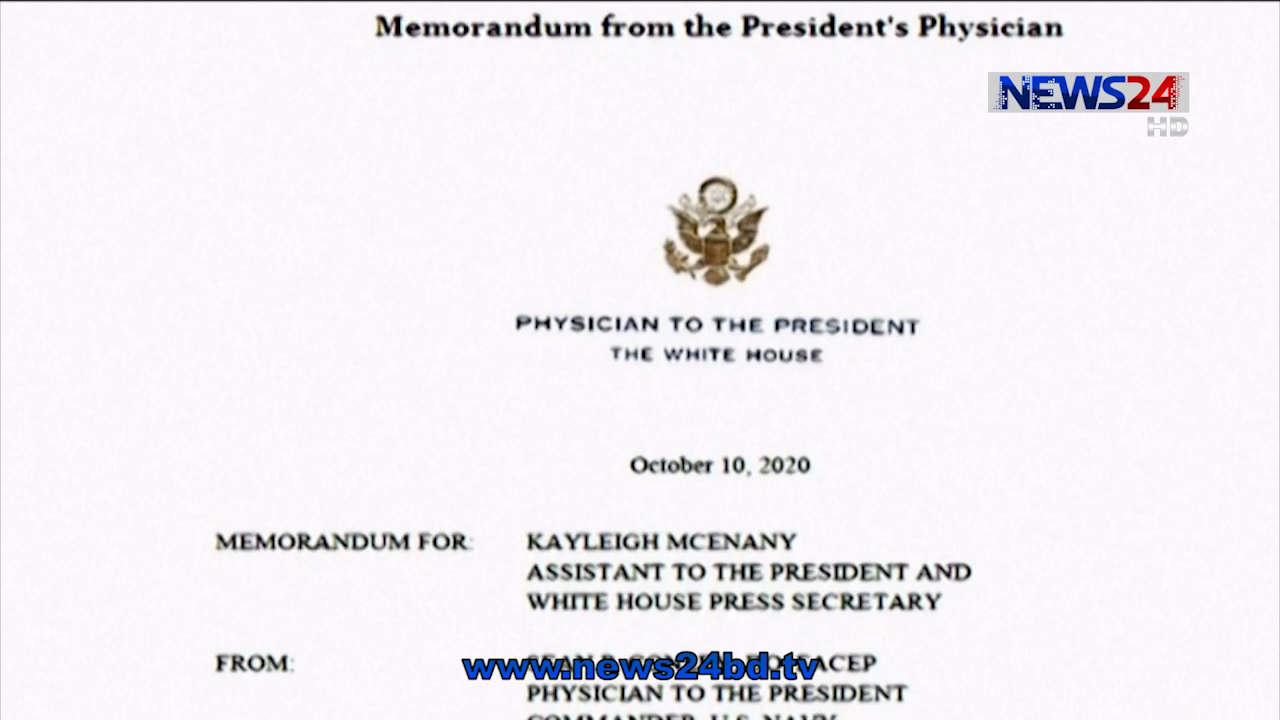 Memorandum from the President's Physician
NEWS24
HD
PHYSICIAN TO THE PRESIDENT
THE WHITE HOUSE
October 10, 2020
MEMORANDUM FOR: KAYLEIGH MCENANY
ASSISTANT TO THE PRESIDENT AND
WHITE HOUSE PRESS SECRETARY
FROM:
www.news24bd.tv
PHYSICIAN TO THE PRESIDENT
COMMANDER, U.S. NAVY